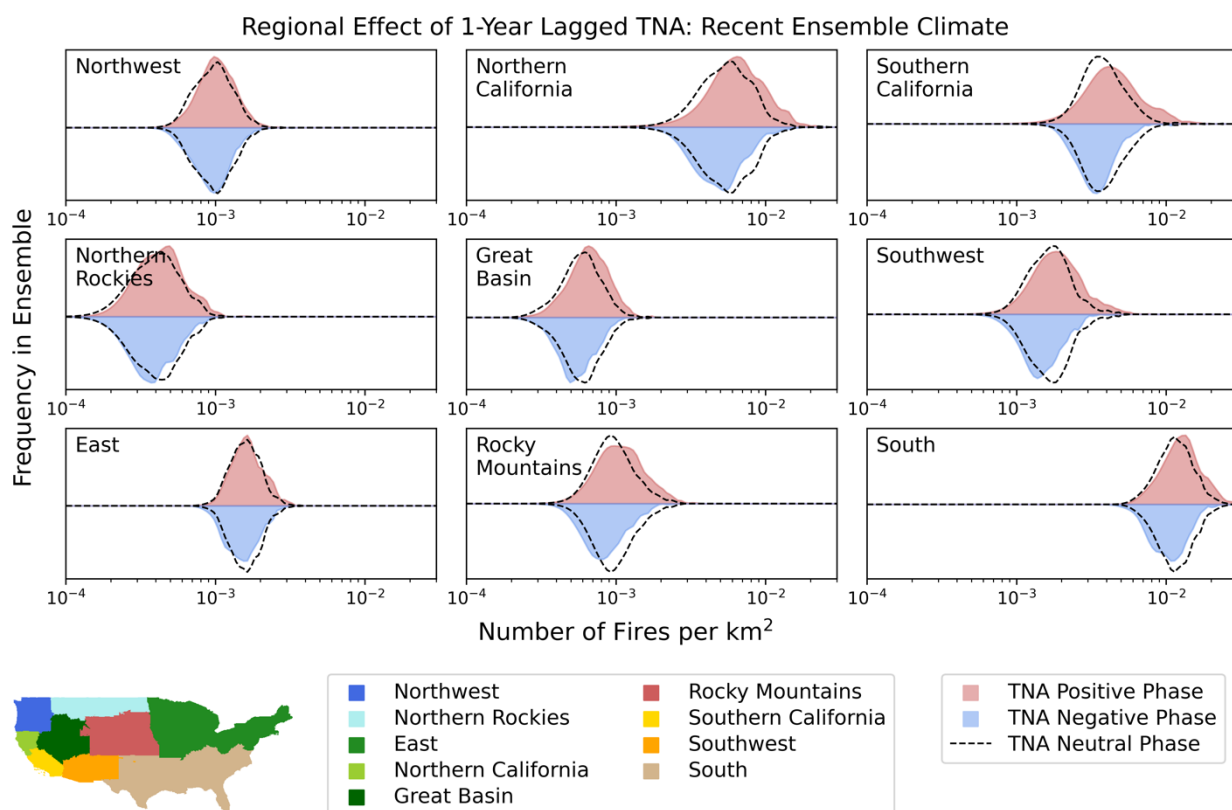 Regional Effect of 1-Year Lagged TNA: Recent Ensemble Climate
Frequency in Ensemble
Northwest
10⁻⁴ 10⁻³ 10⁻²
Northern
California
10⁻⁴ 10⁻³ 10⁻²
Southern
California
10⁻⁴ 10⁻³ 10⁻²
Northern
Rockies
10⁻⁴ 10⁻³ 10⁻²
Great
Basin
10⁻⁴ 10⁻³ 10⁻²
Southwest
10⁻⁴ 10⁻³ 10⁻²
East
10⁻⁴ 10⁻³ 10⁻²
Rocky
Mountains
10⁻⁴ 10⁻³ 10⁻²
South
10⁻⁴ 10⁻³ 10⁻²
Number of Fires per km²
Northwest
Northern Rockies
East
Northern California
Great Basin
Rocky Mountains
Southern California
Southwest
South
TNA Positive Phase
TNA Negative Phase
TNA Neutral Phase